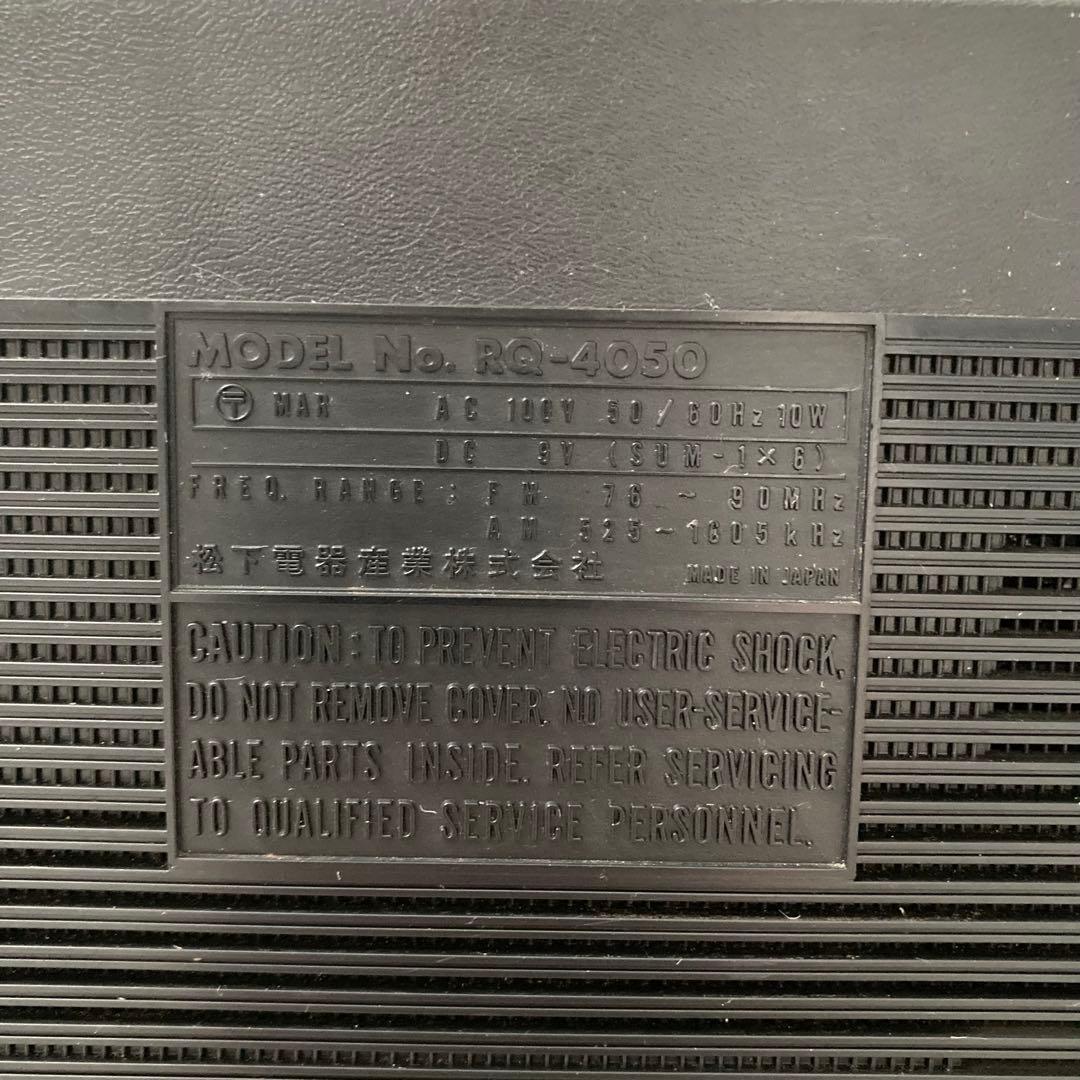 MODEL No. RQ-4050
〒 MAR AC 100V 50/60Hz 10W
DC 9V (SUM-1×6)
FREQ. RANGE: FM 76~90MHz
AM 525~1605kHz
松下電器産業株式会社 MADE IN JAPAN
CAUTION: TO PREVENT ELECTRIC SHOCK,
DO NOT REMOVE COVER. NO USER-SERVICE-
ABLE PARTS INSIDE. REFER SERVICING
TO QUALIFIED SERVICE PERSONNEL.